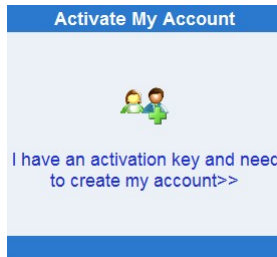 Activate My Account
I have an activation key and need
to create my account>>